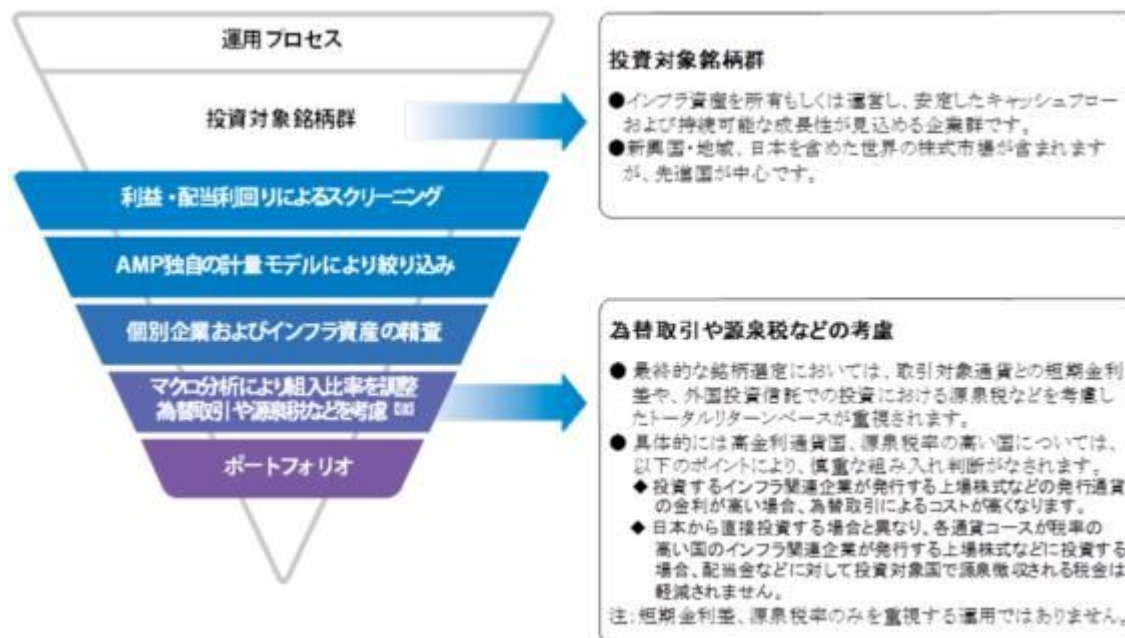 運用プロセス
投資対象銘柄群
利益・配当利回りによるスクリーニング
AMP独自の計量モデルにより絞り込み
個別企業およびインフラ資産の精査
マクロ分析により組入比率を調整
為替取引や源泉税などを考慮 [注]
ポートフォリオ
投資対象銘柄群
●インフラ資産を所有もしくは運営し、安定したキャッシュフロー
および持続可能な成長性が見込める企業群です。
●新興国・地域、日本を含めた世界の株式市場が含まれます
が、先進国が中心です。
為替取引や源泉税などの考慮
● 最終的な銘柄選定においては、取引対象通貨との短期金利
差や、外国投資信託での投資における源泉税などを考慮し
たトータルリターンベースが重視されます。
● 具体的には高金利通貨国、源泉税率の高い国については、
以下のポイントにより、慎重な組み入れ判断がなされます。
◆ 投資するインフラ関連企業が発行する上場株式などの発行通貨
の金利が高い場合、為替取引によるコストが高くなります。
◆ 日本から直接投資する場合と異なり、各通貨コースが税率の
高い国のインフラ関連企業が発行する上場株式などに投資する
場合、配当金などに対して投資対象国で源泉徴収される税金は
軽減されません。
注:短期金利差、源泉税率のみを重視する運用ではありません。